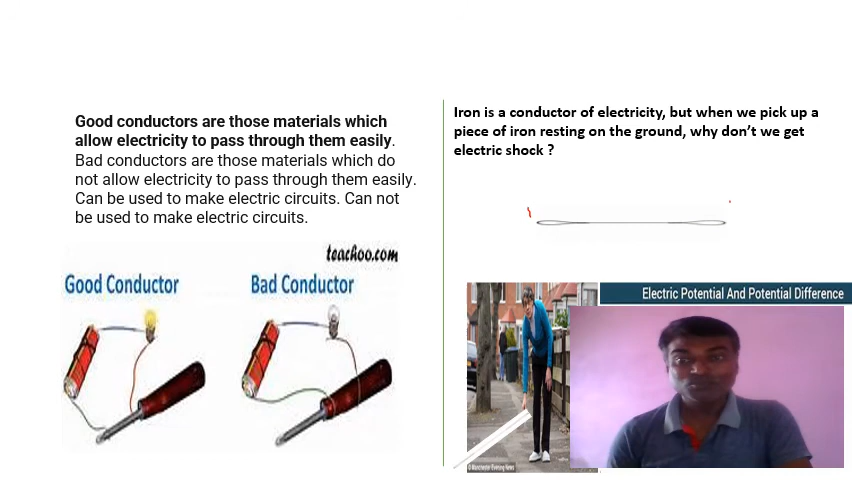 Good conductors are those materials which
allow electricity to pass through them easily.
Bad conductors are those materials which do
not allow electricity to pass through them easily.
Can be used to make electric circuits. Can not
be used to make electric circuits.
teachoo.com
Good Conductor
Bad Conductor
Iron is a conductor of electricity, but when we pick up a
piece of iron resting on the ground, why don't we get
electric shock ?
Electric Potential And Potential Difference
© Manchester Evening News